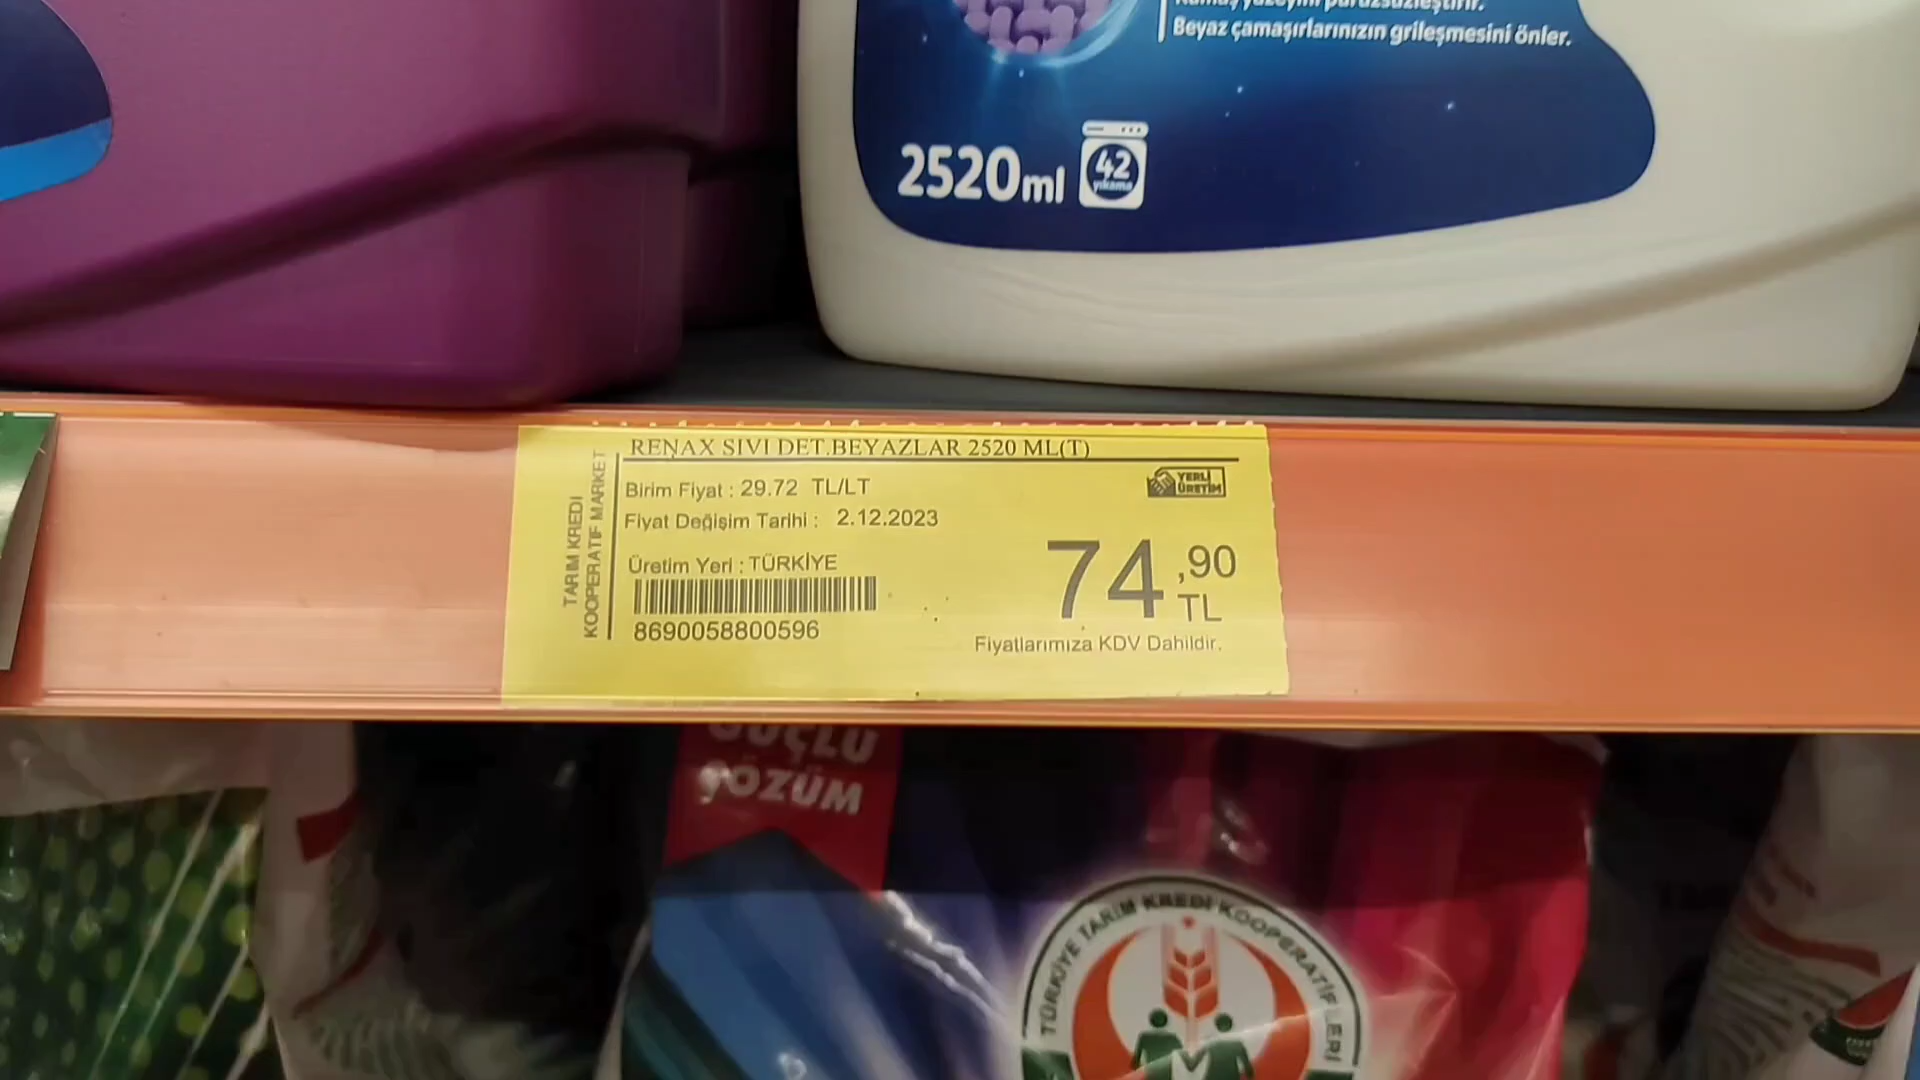 Beyaz çamaşırlarınızın grileşmesini önler.
2520ml
42
yıkama
TARIM KREDİ
KOOPERATİF MARKET
RENAX SIVI DET.BEYAZLAR 2520 ML(T)
Birim Fiyat : 29.72 TL/LT
YERLİ
ÜRETİM
Fiyat Değişim Tarihi : 2.12.2023
Üretim Yeri : TÜRKİYE
74,90
TL
8690058800596
Fiyatlarımıza KDV Dahildir.
GÜÇLÜ
ÇÖZÜM
TÜRKİYE TARIM KREDİ KOOPERATİFLERİ